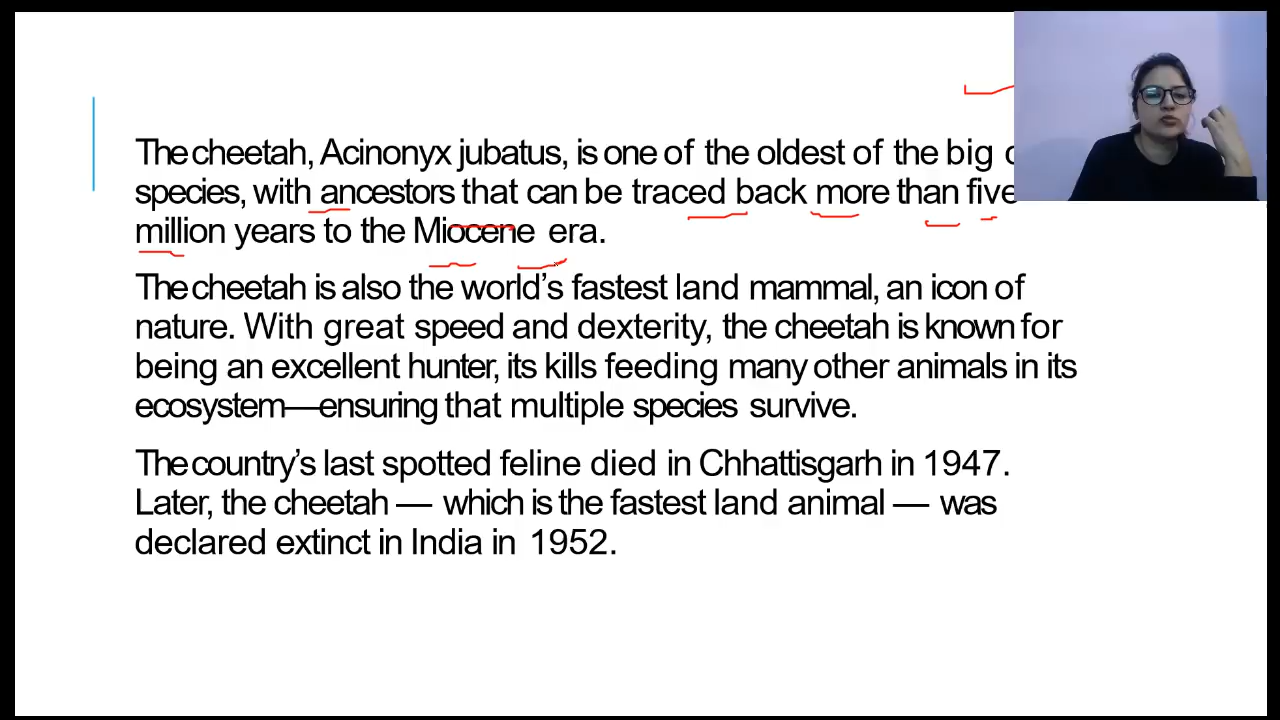 The cheetah, Acinonyx jubatus, is one of the oldest of the big
species, with ancestors that can be traced back more than five
million years to the Miocene era.
The cheetah is also the world’s fastest land mammal, an icon of
nature. With great speed and dexterity, the cheetah is known for
being an excellent hunter, its kills feeding many other animals in its
ecosystem—ensuring that multiple species survive.
The country’s last spotted feline died in Chhattisgarh in 1947.
Later, the cheetah — which is the fastest land animal — was
declared extinct in India in 1952.